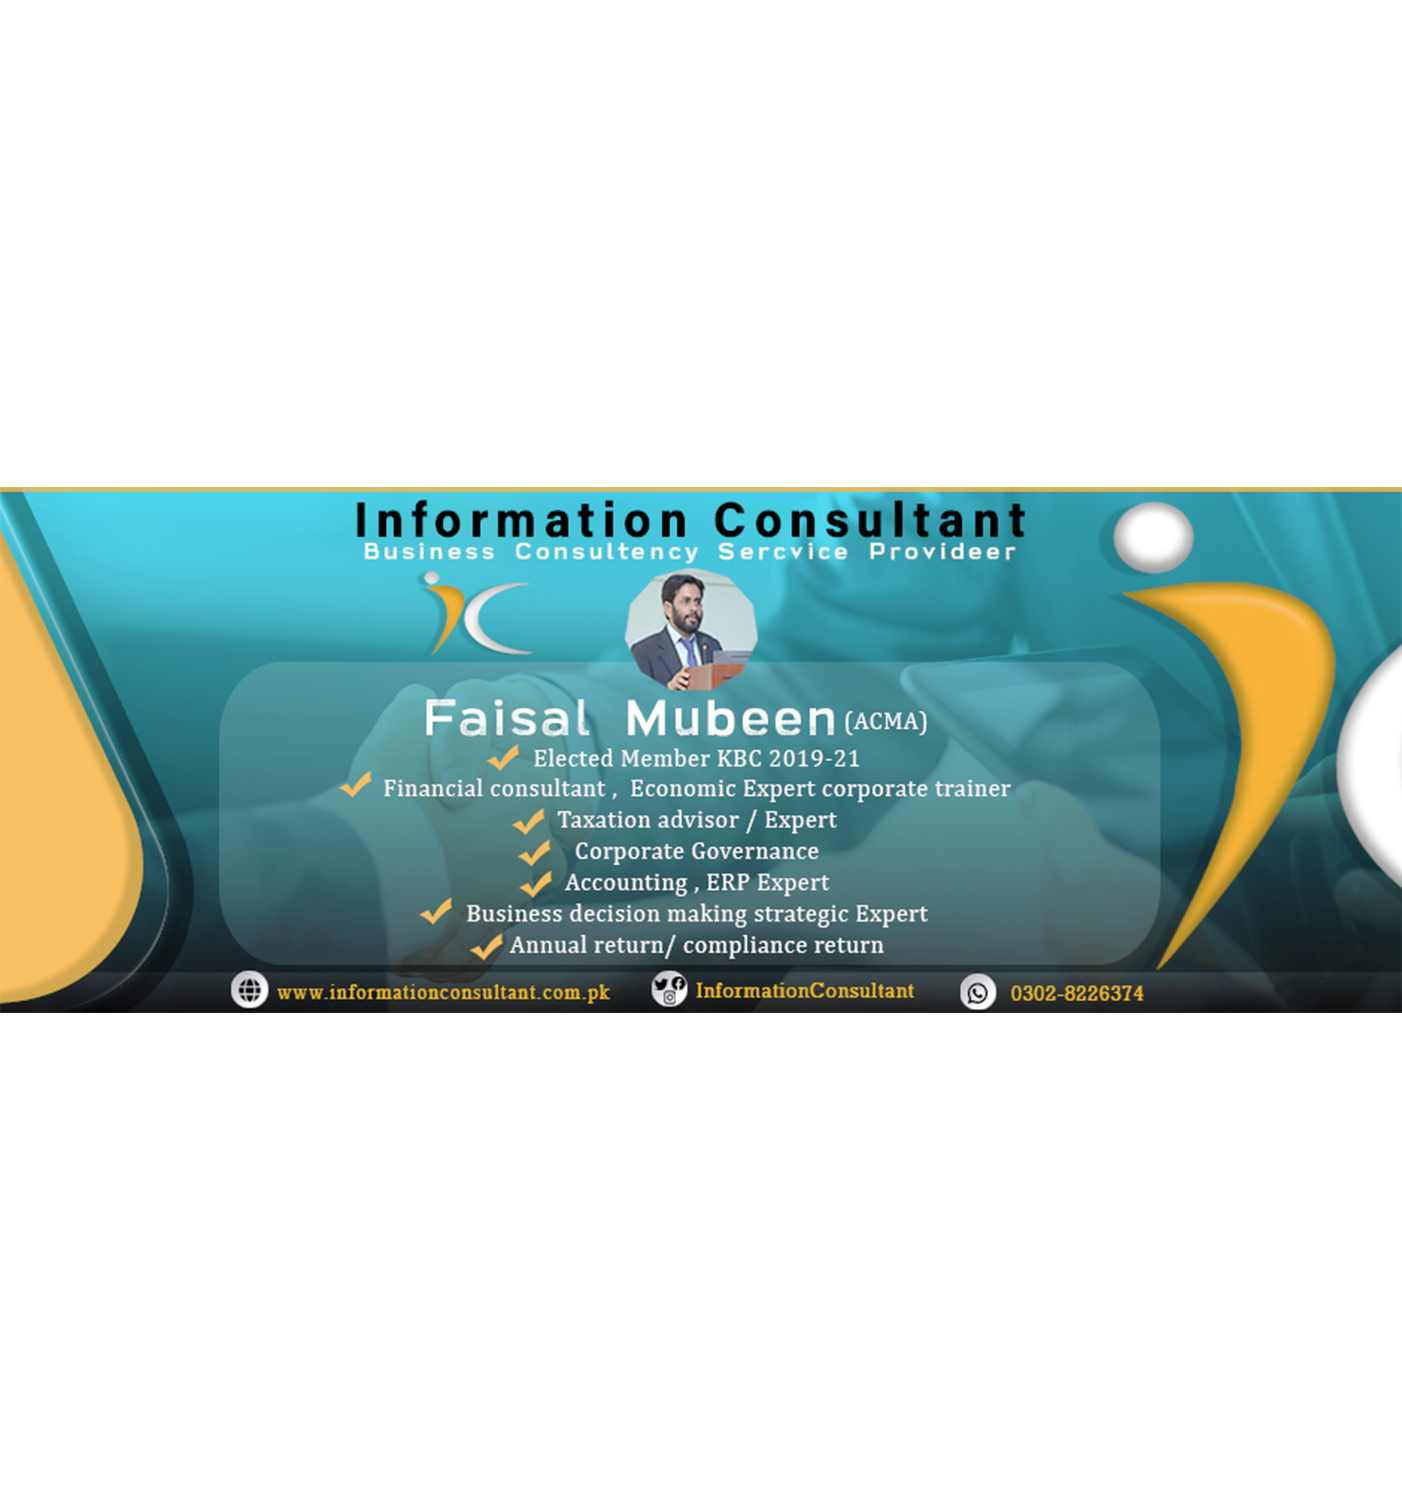 Information Consultant
Business Consultency Sercvice Provideer
Faisal Mubeen (ACMA)
Elected Member KBC 2019-21
Financial consultant , Economic Expert corporate trainer
Taxation advisor / Expert
Corporate Governance
Accounting , ERP Expert
Business decision making strategic Expert
Annual return/ compliance return
www.informationconsultant.com.pk InformationConsultant 0302-8226374